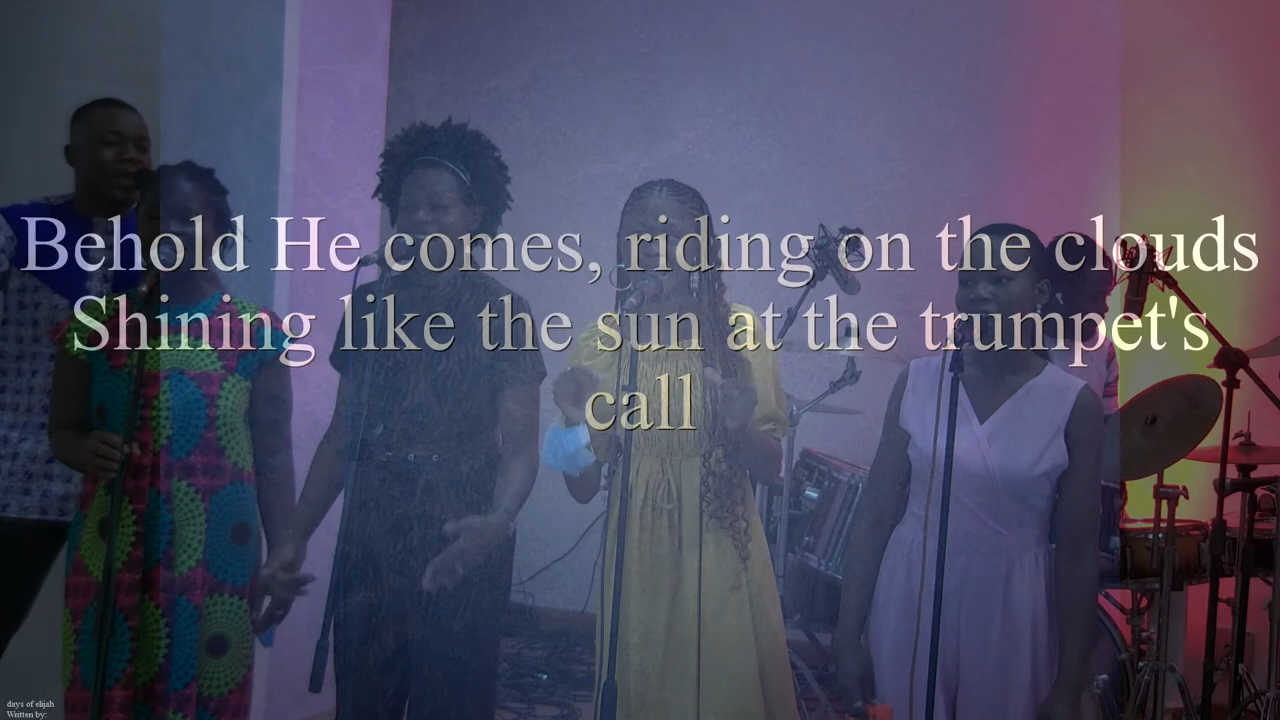 Behold He comes, riding on the clouds
Shining like the sun at the trumpet's
call
days of elijah
Written by: